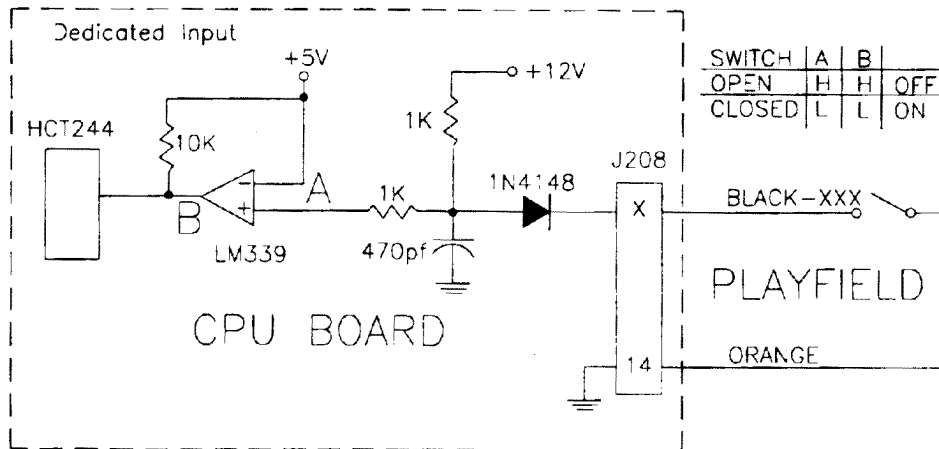 Dedicated Input
+5V
+12V
SWITCH A B
OPEN H H OFF
CLOSED L L ON
HCT244
10K
1K
J208
- A
+
1K
1N4148
X
BLACK-XXX
B
LM339
470pf
PLAYFIELD
CPU BOARD
14
ORANGE